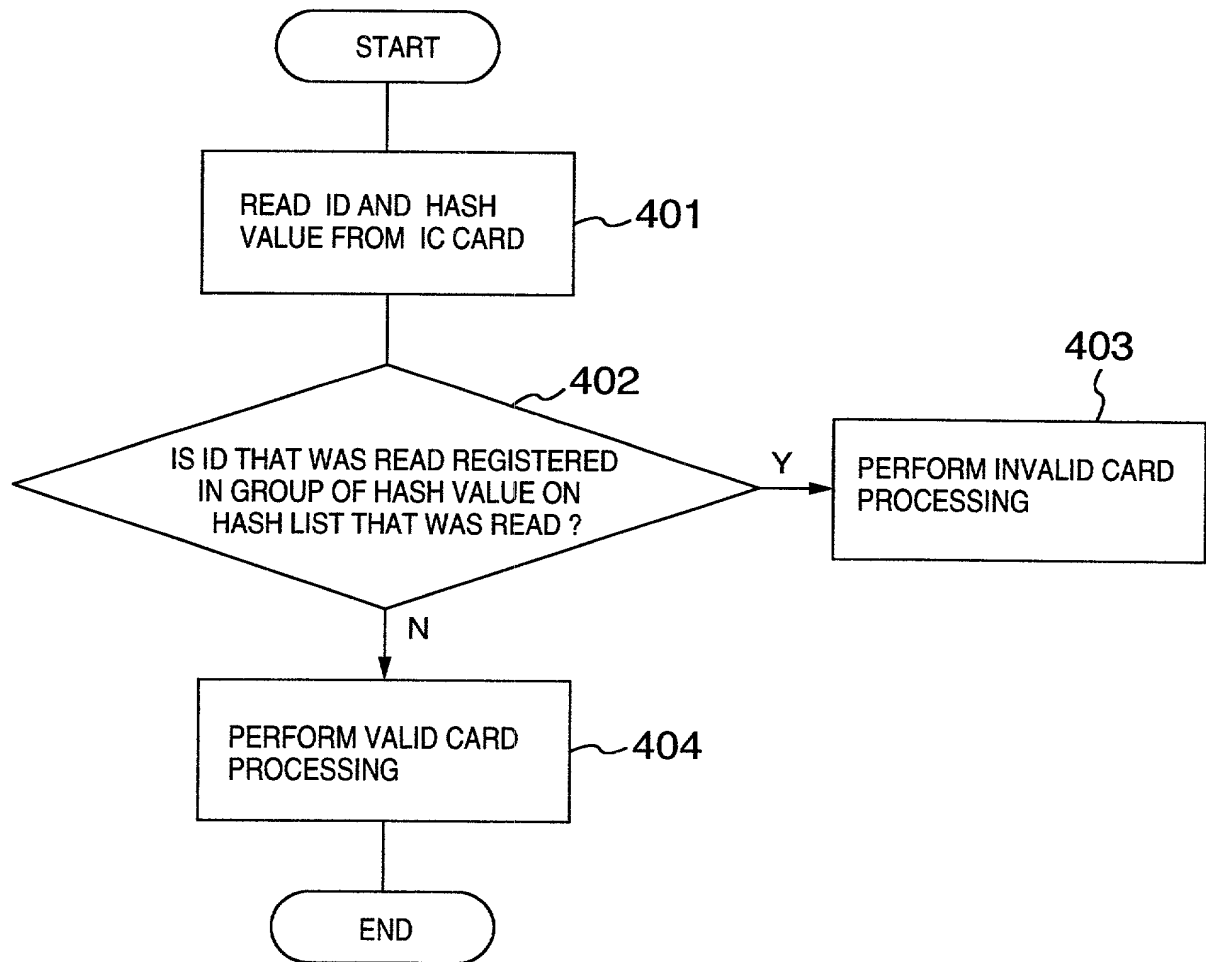 START
READ ID AND HASH
VALUE FROM IC CARD
401
402
IS ID THAT WAS READ REGISTERED
IN GROUP OF HASH VALUE ON
HASH LIST THAT WAS READ ?
Y
403
PERFORM INVALID CARD
PROCESSING
N
PERFORM VALID CARD
PROCESSING
404
END